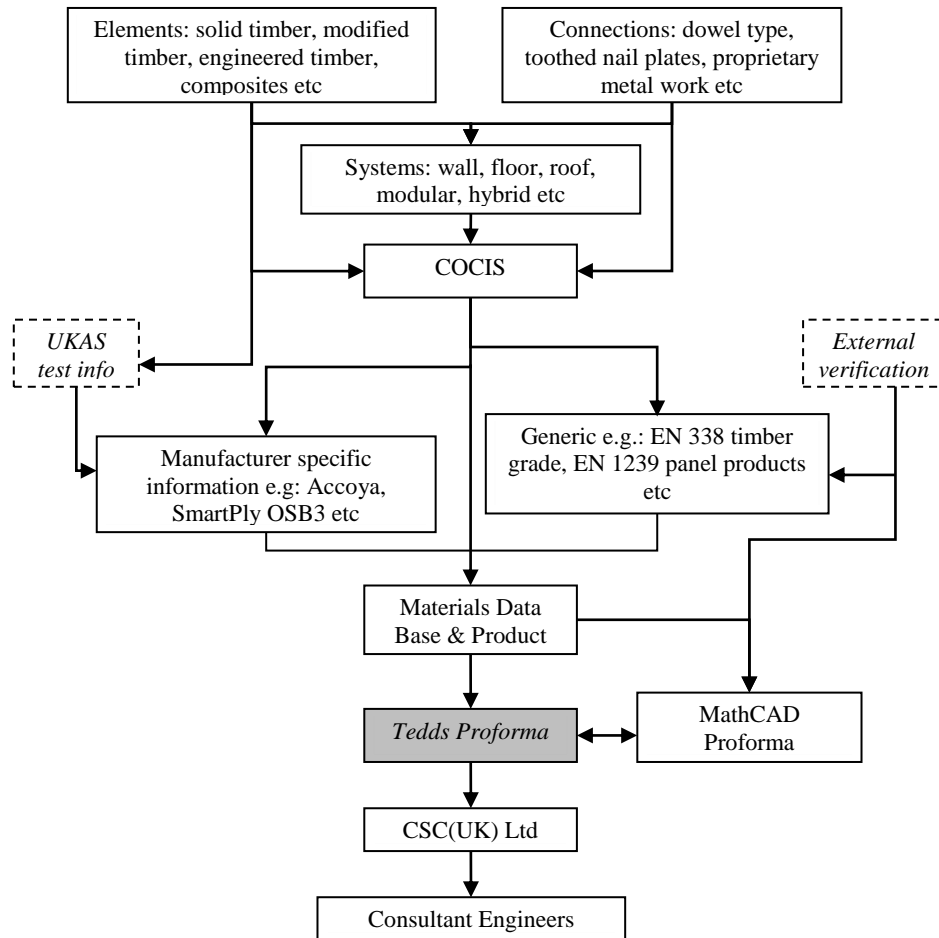 Elements: solid timber, modified
timber, engineered timber,
composites etc
Connections: dowel type,
toothed nail plates, proprietary
metal work etc
Systems: wall, floor, roof,
modular, hybrid etc
COCIS
UKAS
test info
External
verification
Manufacturer specific
information e.g: Accoya,
SmartPly OSB3 etc
Generic e.g.: EN 338 timber
grade, EN 1239 panel products
etc
Materials Data
Base & Product
Tedds Proforma
MathCAD
Proforma
CSC(UK) Ltd
Consultant Engineers